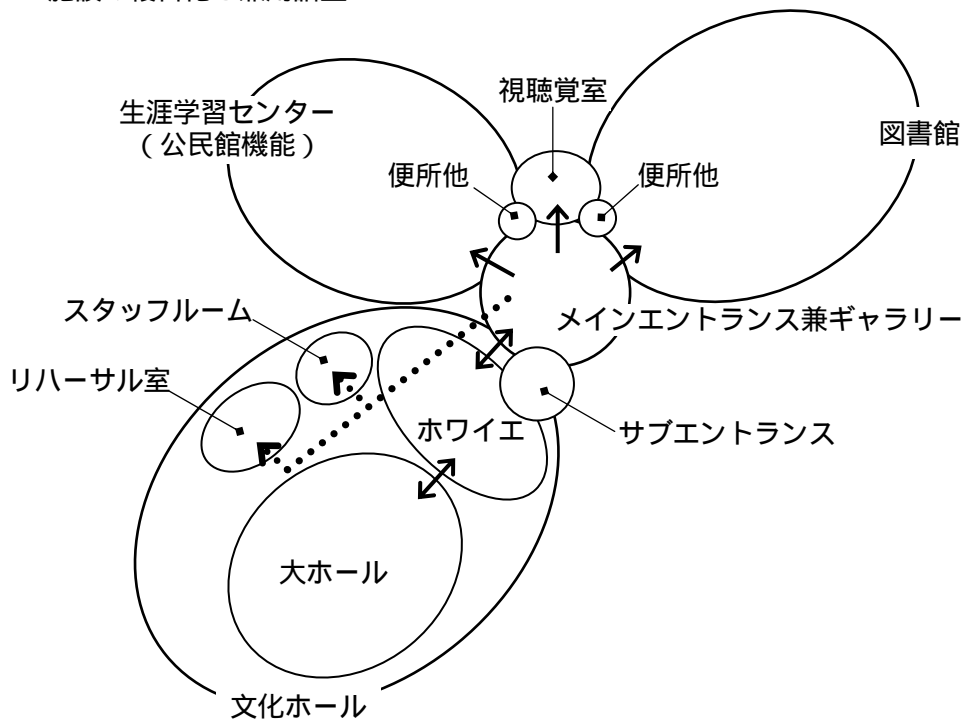 視聴覚室
生涯学習センター
（公民館機能）
図書館
便所他
便所他
スタッフルーム
メインエントランス兼ギャラリー
リハーサル室
ホワイエ
サブエントランス
大ホール
文化ホール